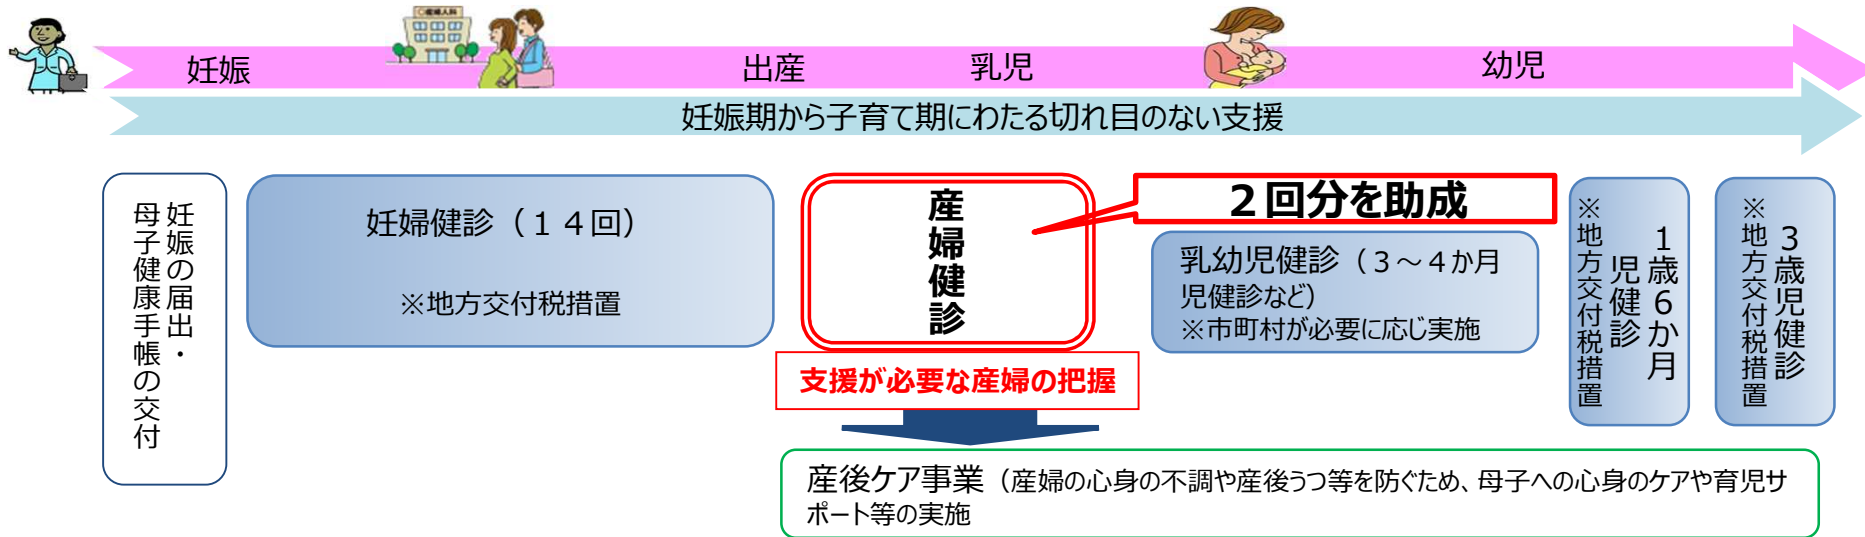 産婦人科
妊娠
出産
乳児
幼児
妊娠期から子育て期にわたる切れ目のない支援
妊娠の届出・
母子健康手帳の交付
妊婦健診（１４回）
※地方交付税措置
産婦健診
２回分を助成
乳幼児健診（３～４か月
児健診など）
※市町村が必要に応じ実施
１歳６か月
児健診
※地方交付税措置
３歳児健診
※地方交付税措置
支援が必要な産婦の把握
産後ケア事業（産婦の心身の不調や産後うつ等を防ぐため、母子への心身のケアや育児サ
ポート等の実施